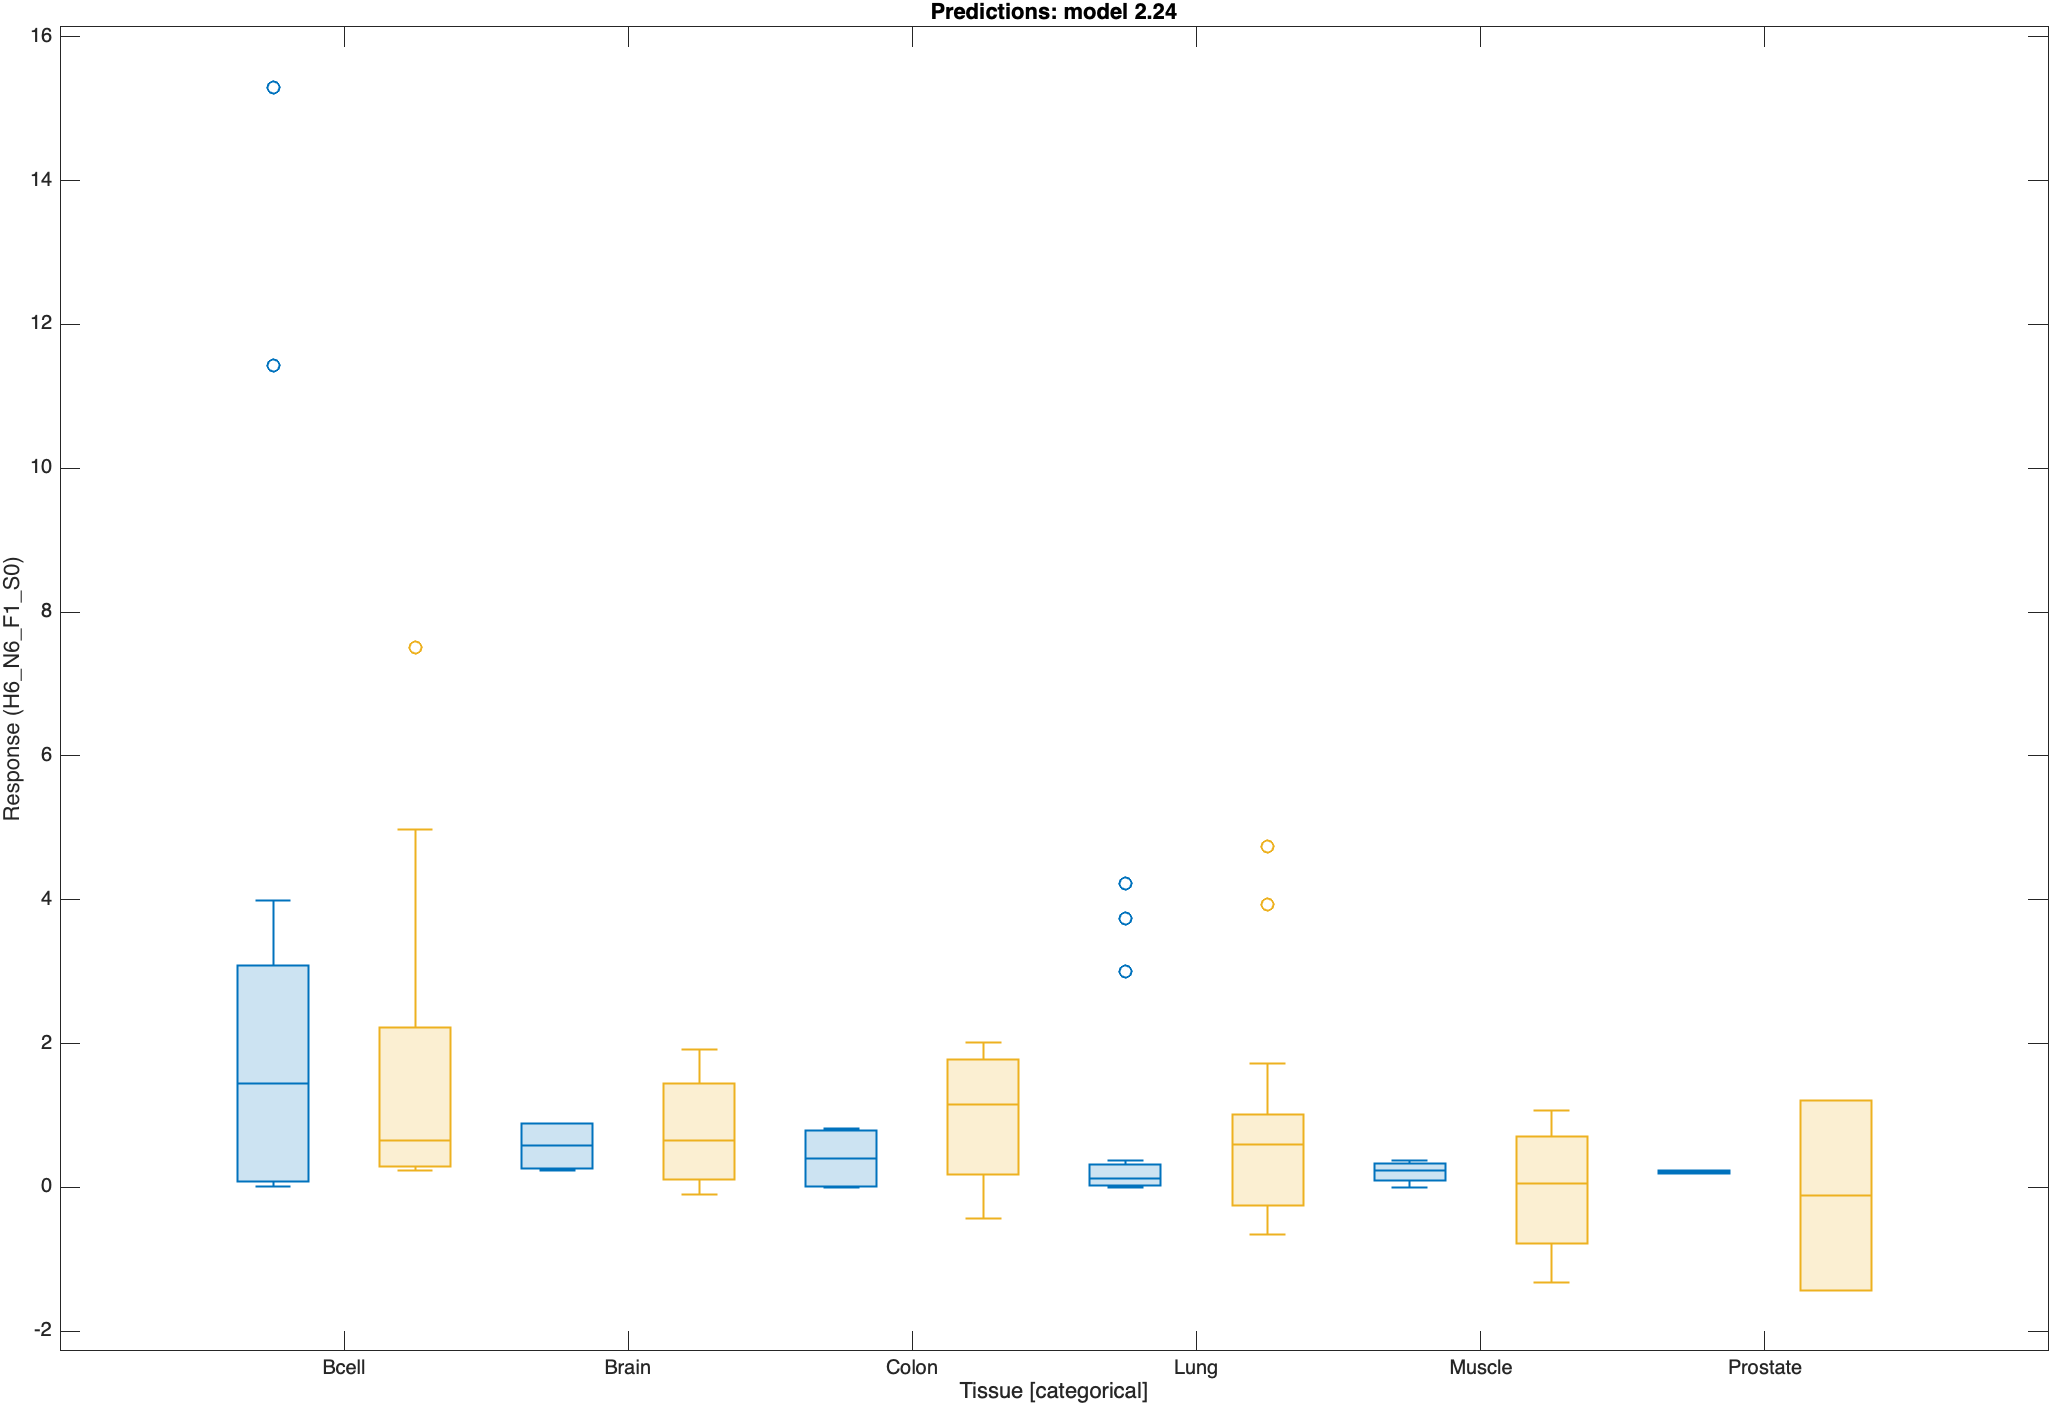 Predictions: model 2.24
16
14
12
10
8
6
4
2
0
-2
Response (H6_N6_F1_S0)
Bcell
Brain
Colon
Lung
Muscle
Prostate
Tissue [categorical]